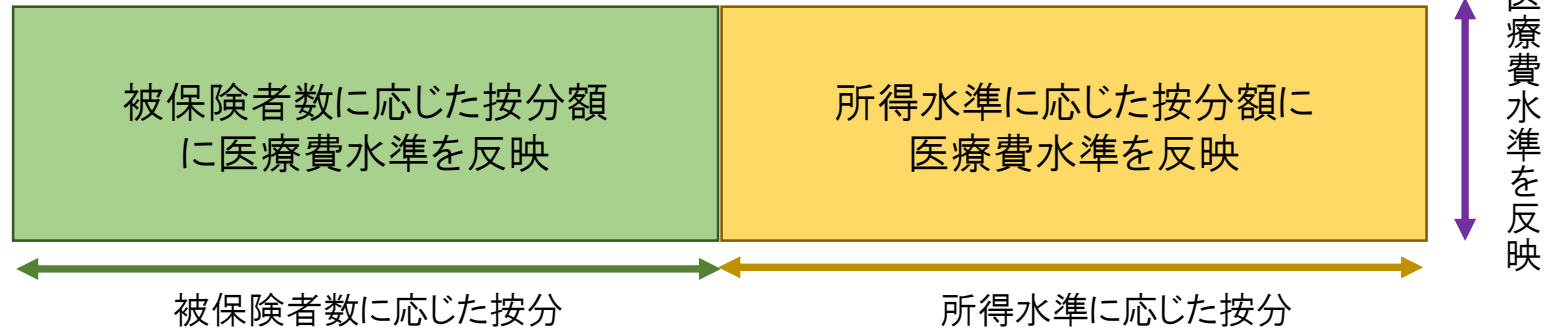 被保険者数に応じた按分額
に医療費水準を反映
所得水準に応じた按分額に
医療費水準を反映
医療費水準を反映
被保険者数に応じた按分
所得水準に応じた按分